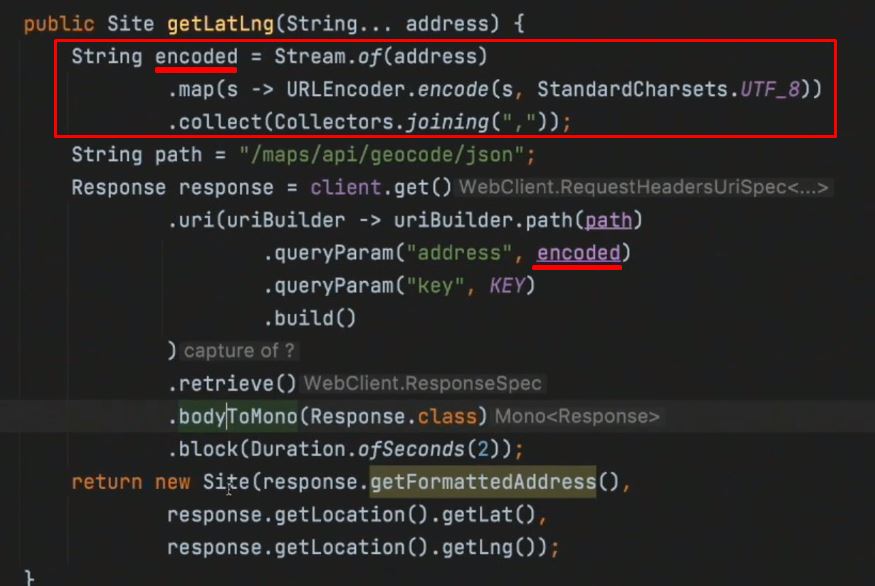 public Site getLatLng(String... address) {
String encoded = Stream.of(address)
.map(s -> URLEncoder.encode(s, StandardCharsets.UTF_8))
.collect(Collectors.joining(","));
String path = "/maps/api/geocode/json";
Response response = client.get() WebClient.RequestHeadersUriSpec<...>
.uri(uriBuilder -> uriBuilder.path(path)
.queryParam("address", encoded)
.queryParam("key", KEY)
.build()
) capture of ?
.retrieve() WebClient.ResponseSpec
.bodyToMono(Response.class) Mono<Response>
.block(Duration.ofSeconds(2));
return new Site(response.getFormattedAddress(),
response.getLocation().getLat(),
response.getLocation().getLng());
}